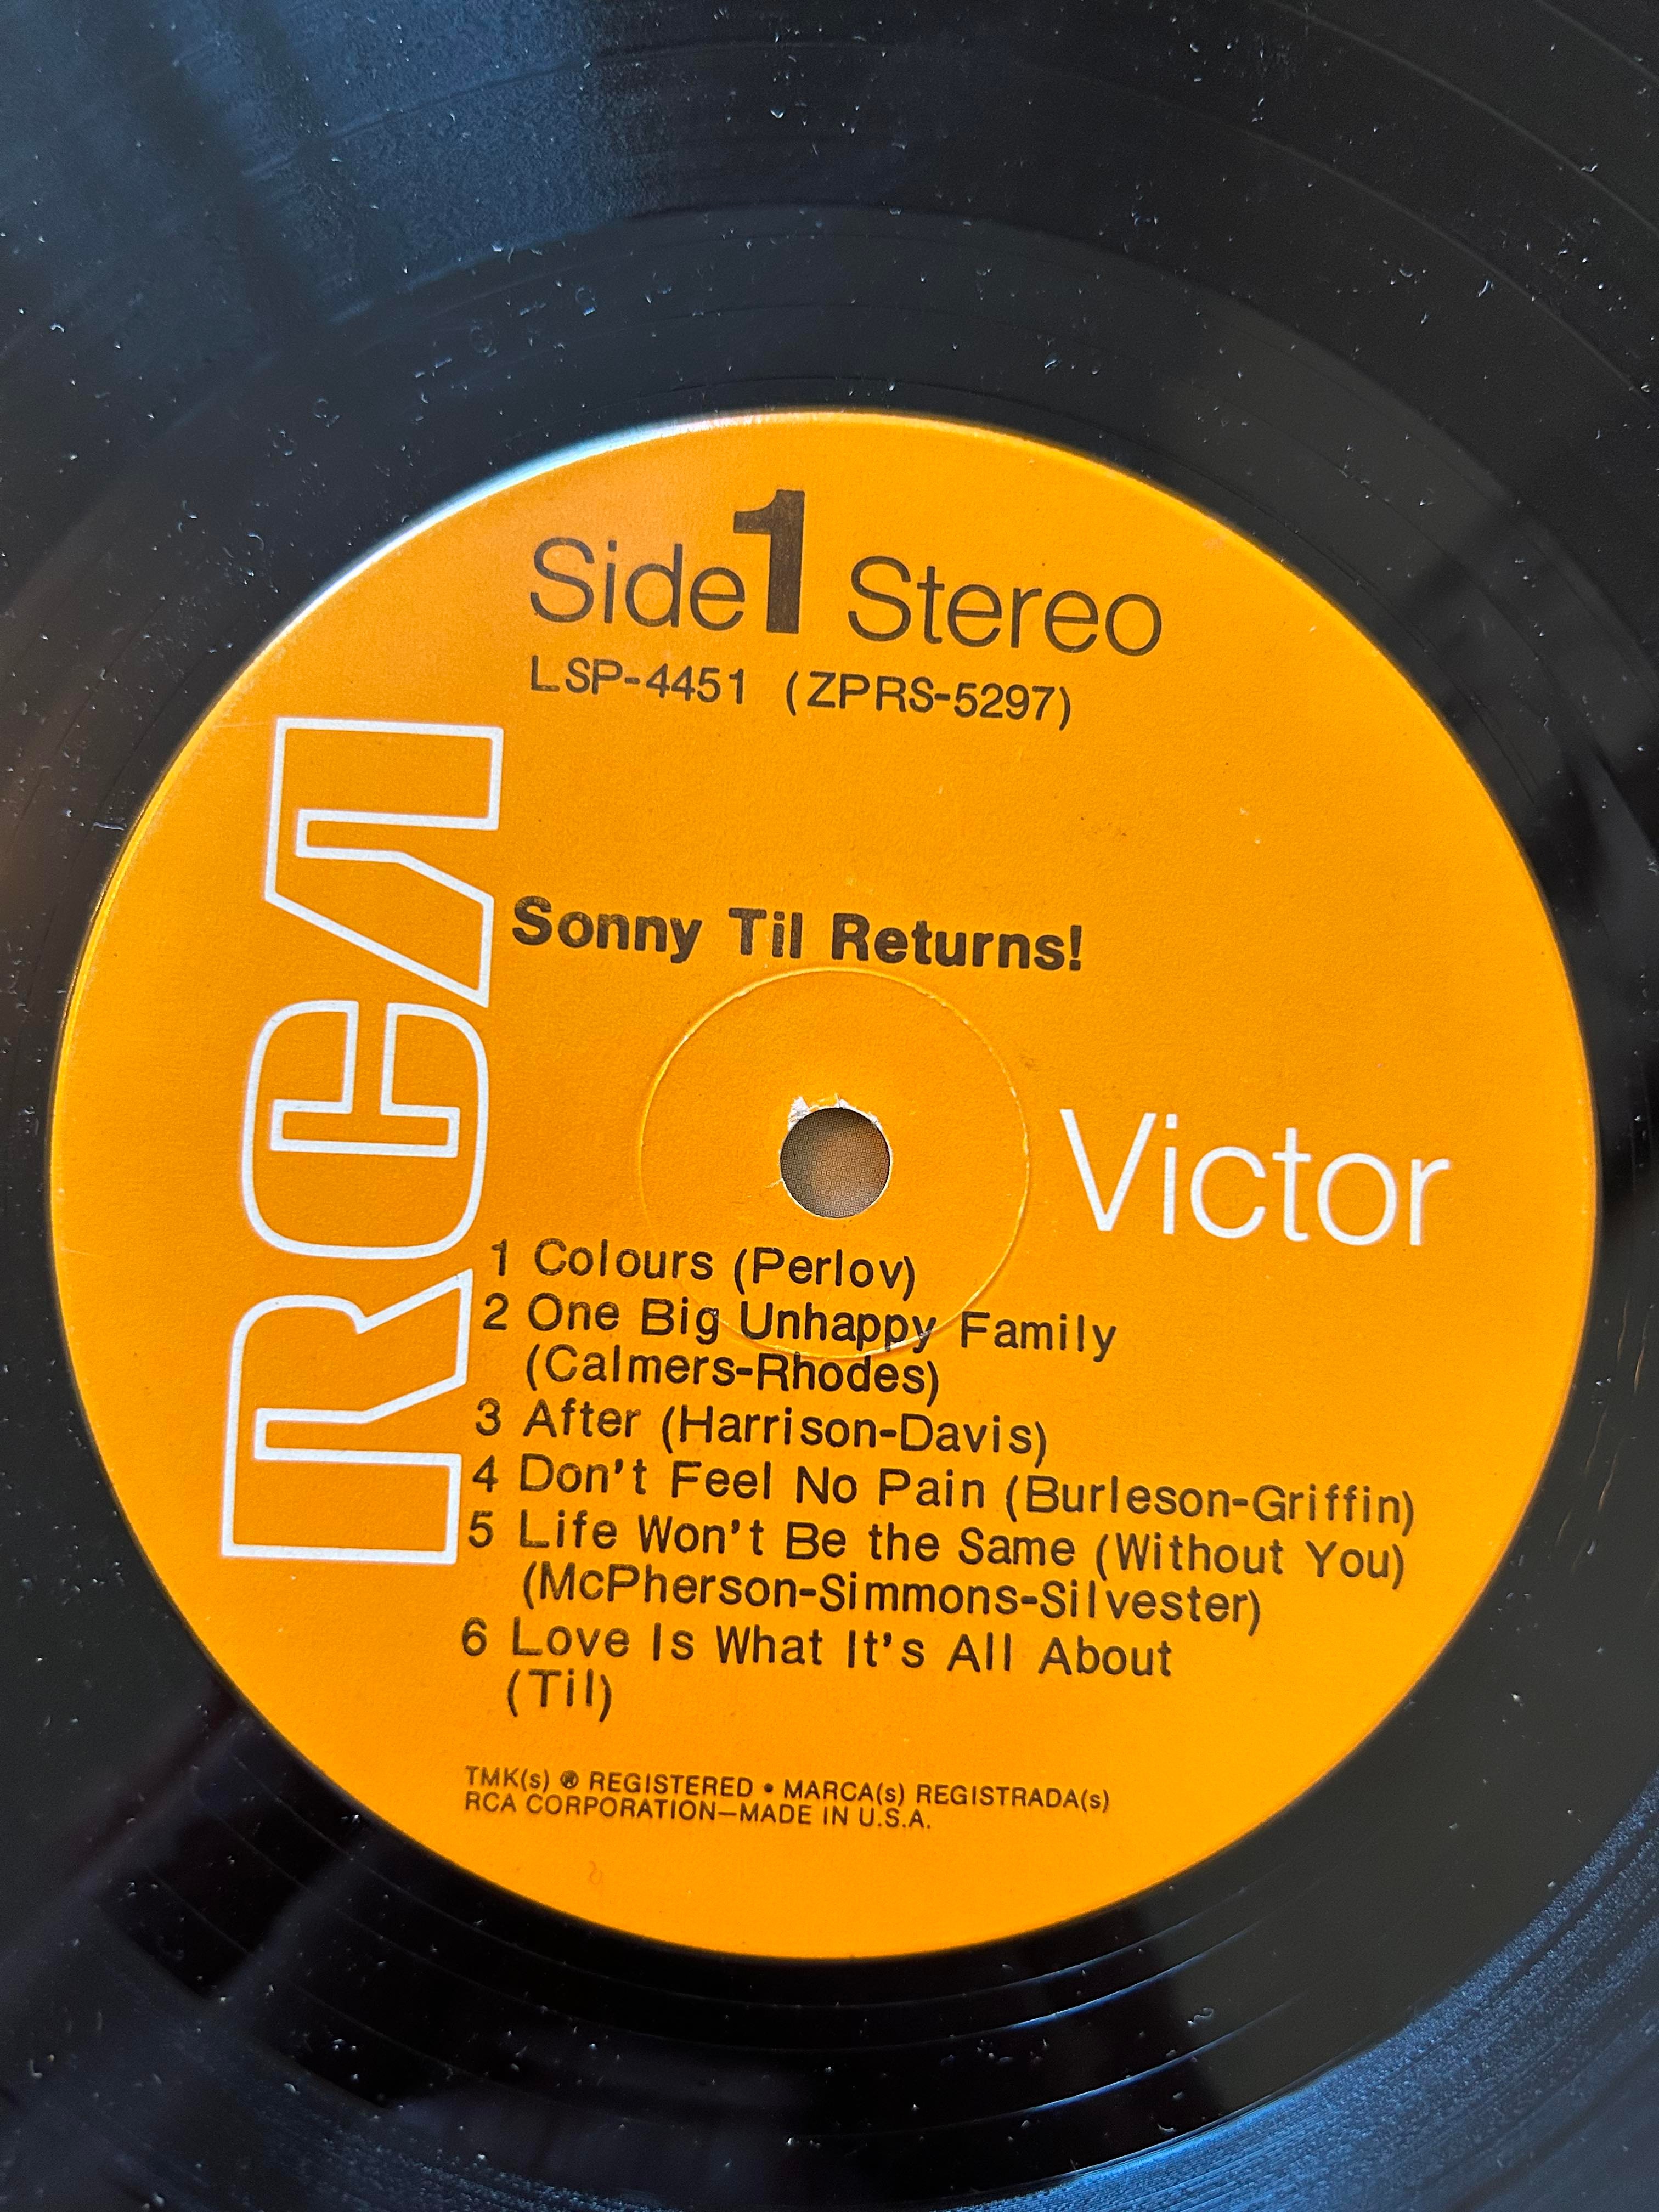 Side 1 Stereo
LSP-4451 (ZPRS-5297)
RCA
Sonny Til Returns!
Victor
1 Colours (Perlov)
2 One Big Unhappy Family
(Calmers-Rhodes)
3 After (Harrison-Davis)
4 Don't Feel No Pain (Burleson-Griffin)
5 Life Won't Be the Same (Without You)
(McPherson-Simmons-Silvester)
6 Love Is What It's All About
(Til)
TMK(s) ® REGISTERED • MARCA(s) REGISTRADA(s)
RCA CORPORATION—MADE IN U.S.A.